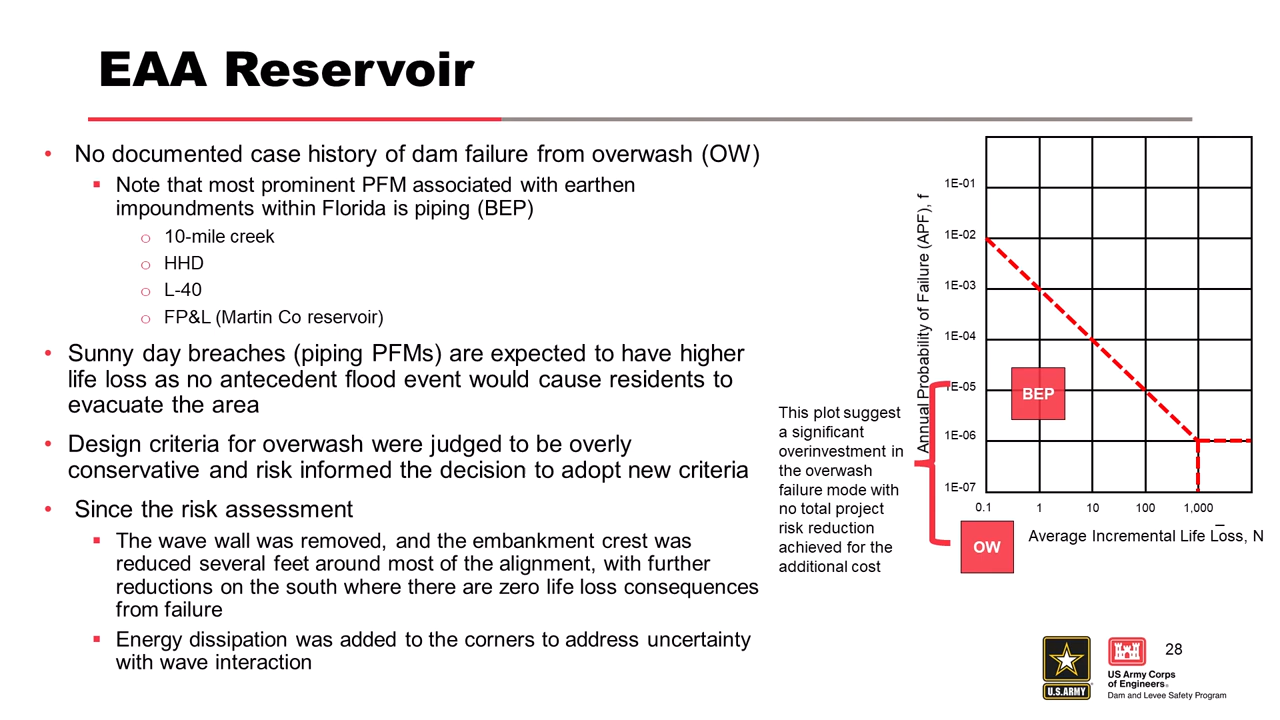 EAA Reservoir
• No documented case history of dam failure from overwash (OW)
▪ Note that most prominent PFM associated with earthen
impoundments within Florida is piping (BEP)
o 10-mile creek
o HHD
o L-40
o FP&L (Martin Co reservoir)
• Sunny day breaches (piping PFMs) are expected to have higher
life loss as no antecedent flood event would cause residents to
evacuate the area
• Design criteria for overwash were judged to be overly
conservative and risk informed the decision to adopt new criteria
• Since the risk assessment
▪ The wave wall was removed, and the embankment crest was
reduced several feet around most of the alignment, with further
reductions on the south where there are zero life loss consequences
from failure
▪ Energy dissipation was added to the corners to address uncertainty
with wave interaction
This plot suggest
a significant
overinvestment in
the overwash
failure mode with
no total project
risk reduction
achieved for the
additional cost
Annual Probability of Failure (APF), f
1E-01
1E-02
1E-03
1E-04
1E-05
1E-06
1E-07
BEP
OW
0.1 1 10 100 1,000
Average Incremental Life Loss, N
U.S.ARMY
US Army Corps
of Engineers®
Dam and Levee Safety Program
28